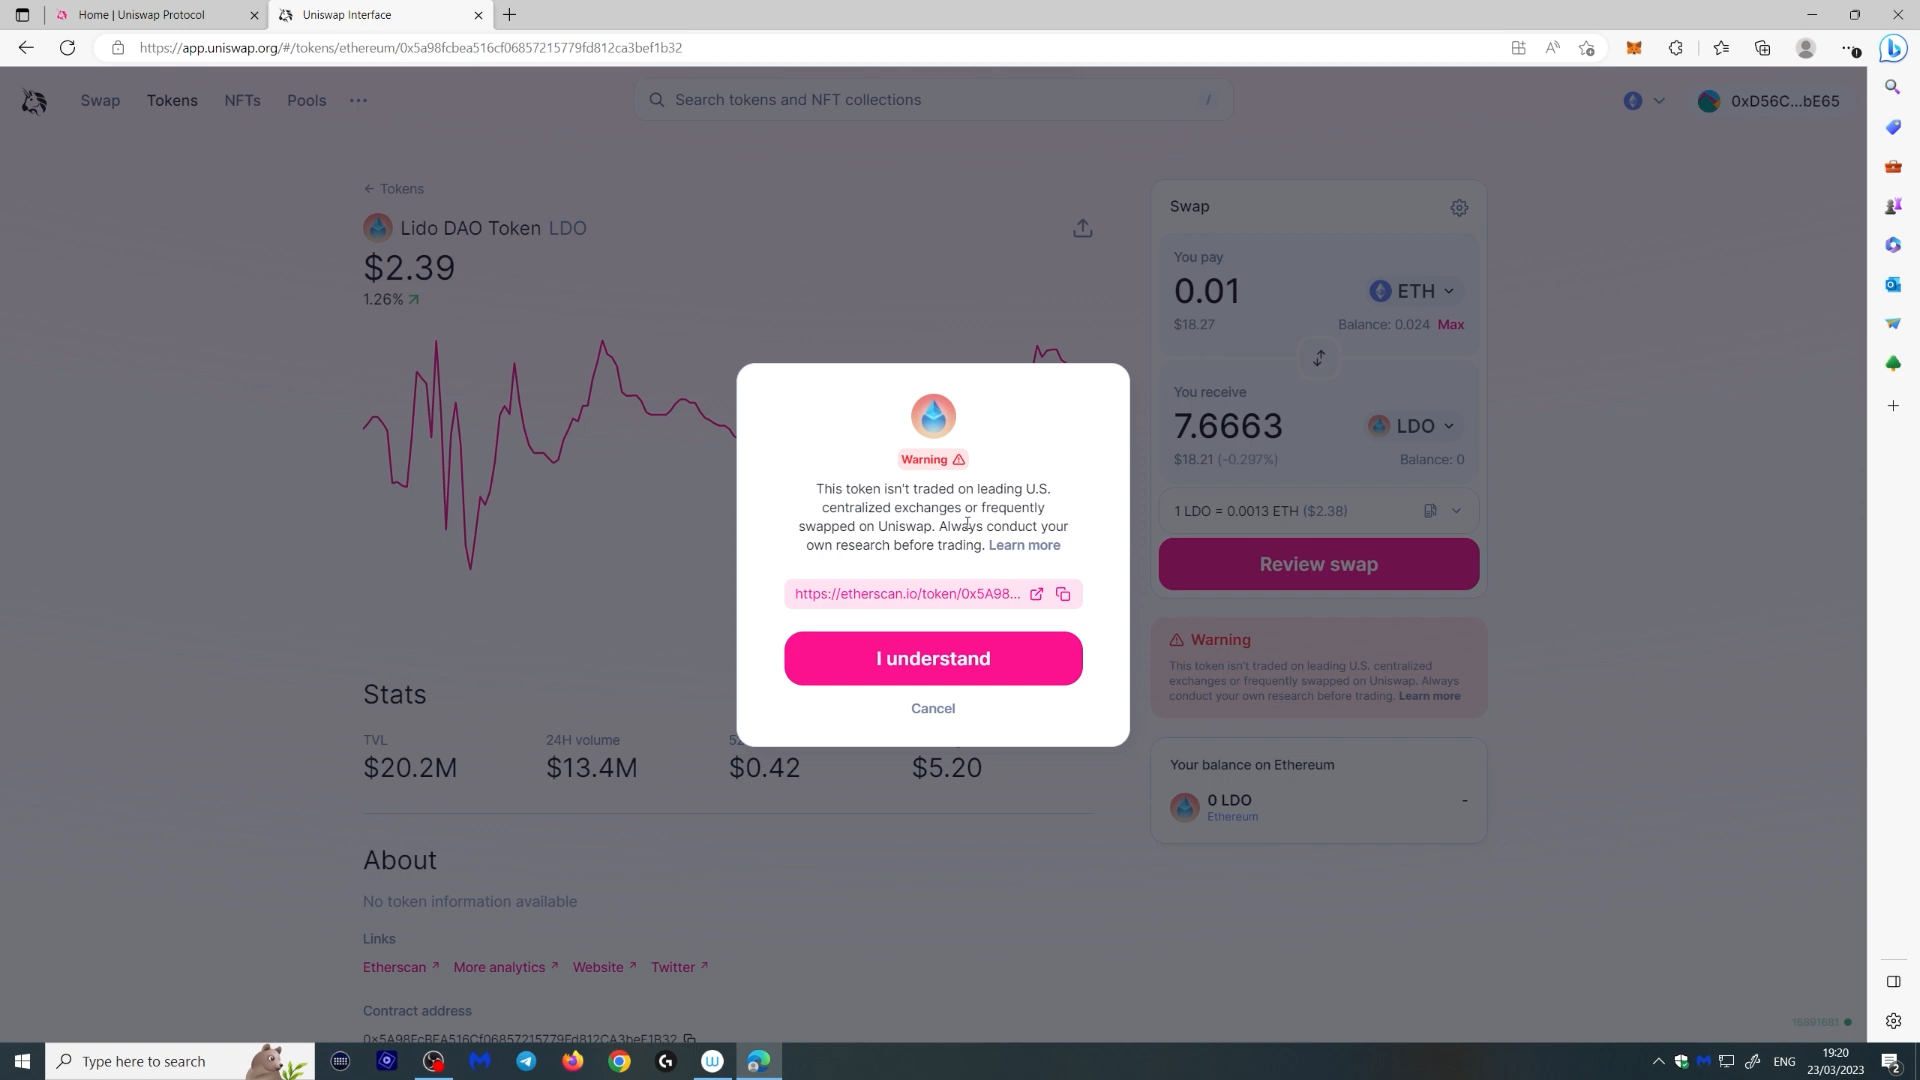 Home | Uniswap Protocol
Uniswap Interface
https://app.uniswap.org/#/tokens/ethereum/0x5a98fcbea516cf06857215779fd812ca3bef1b32
Swap
Tokens
NFTs
Pools
Search tokens and NFT collections
/
0xD56C...bE65
← Tokens
Lido DAO Token LDO
$2.39
1.26%
Swap
You pay
0.01
ETH
$18.27
Balance: 0.024 Max
You receive
7.6663
LDO
$18.21 (-0.297%)
Balance: 0
1 LDO = 0.0013 ETH ($2.38)
Review swap
Warning
This token isn't traded on leading U.S. centralized
exchanges or frequently swapped on Uniswap. Always
conduct your own research before trading. Learn more
Your balance on Ethereum
0 LDO
-
Ethereum
Warning
This token isn't traded on leading U.S.
centralized exchanges or frequently
swapped on Uniswap. Always conduct your
own research before trading. Learn more
https://etherscan.io/token/0x5A98...
I understand
Cancel
Stats
TVL
24H volume
$20.2M
$13.4M
$0.42
$5.20
About
No token information available
Links
Etherscan
More analytics
Website
Twitter
Contract address
0x5A98FcBEA516Cf06857215779Fd812CA3beF1B32
16891681
Type here to search
ENG
19:20
23/03/2023
2